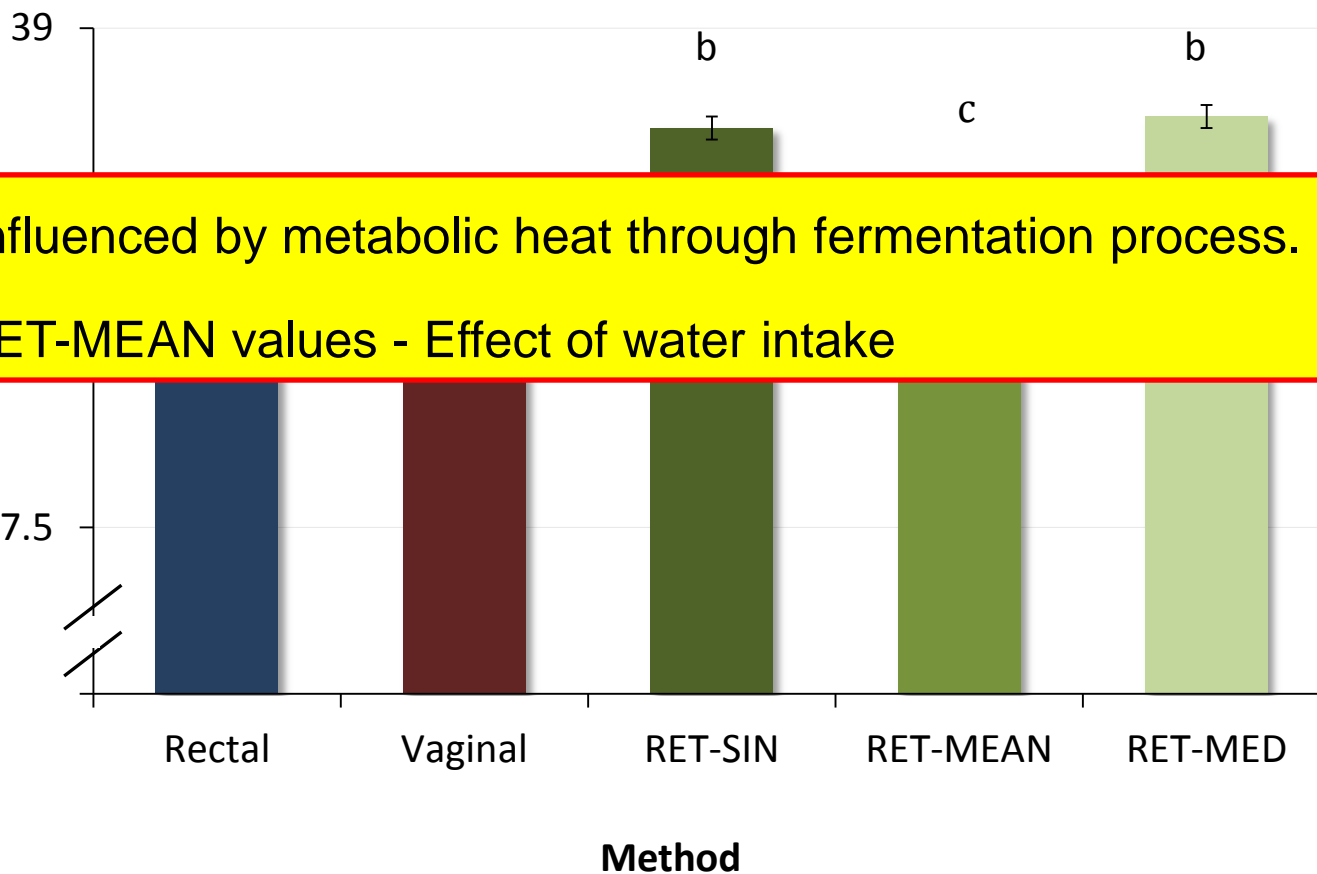 39
b b
c
nfluenced by metabolic heat through fermentation process.
ET-MEAN values - Effect of water intake
7.5
Rectal Vaginal RET-SIN RET-MEAN RET-MED
Method